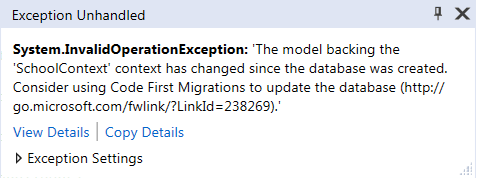 Exception Unhandled
System.InvalidOperationException: 'The model backing the
'SchoolContext' context has changed since the database was created.
Consider using Code First Migrations to update the database (http://
go.microsoft.com/fwlink/?LinkId=238269).'
View Details | Copy Details
Exception Settings